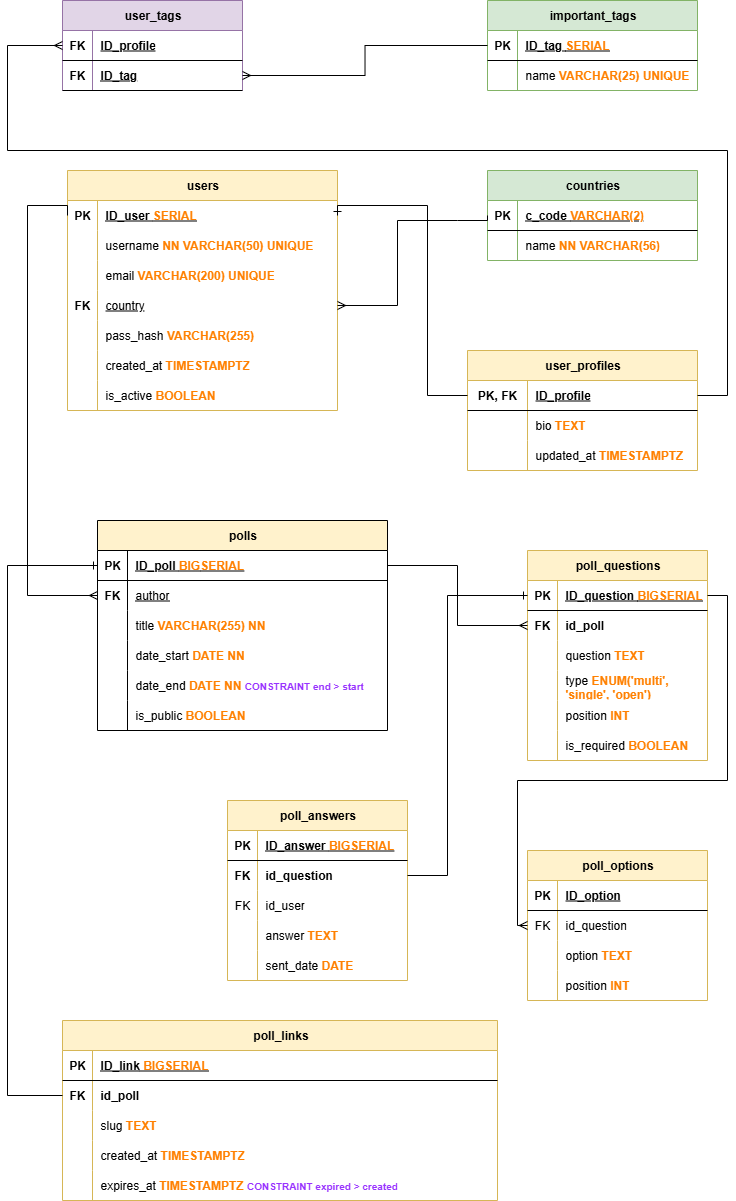 user_tags
FK ID_profile
FK ID_tag
important_tags
PK ID_tag SERIAL
name VARCHAR(25) UNIQUE
users
PK ID_user SERIAL
username NN VARCHAR(50) UNIQUE
email VARCHAR(200) UNIQUE
FK country
pass_hash VARCHAR(255)
created_at TIMESTAMPTZ
is_active BOOLEAN
countries
PK c_code VARCHAR(2)
name NN VARCHAR(56)
user_profiles
PK, FK ID_profile
bio TEXT
updated_at TIMESTAMPTZ
polls
PK ID_poll BIGSERIAL
FK author
title VARCHAR(255) NN
date_start DATE NN
date_end DATE NN CONSTRAINT end > start
is_public BOOLEAN
poll_questions
PK ID_question BIGSERIAL
FK id_poll
question TEXT
type ENUM('multi',
'single', 'open')
position INT
is_required BOOLEAN
poll_answers
PK ID_answer BIGSERIAL
FK id_question
FK id_user
answer TEXT
sent_date DATE
poll_options
PK ID_option
FK id_question
option TEXT
position INT
poll_links
PK ID_link BIGSERIAL
FK id_poll
slug TEXT
created_at TIMESTAMPTZ
expires_at TIMESTAMPTZ CONSTRAINT expired > created